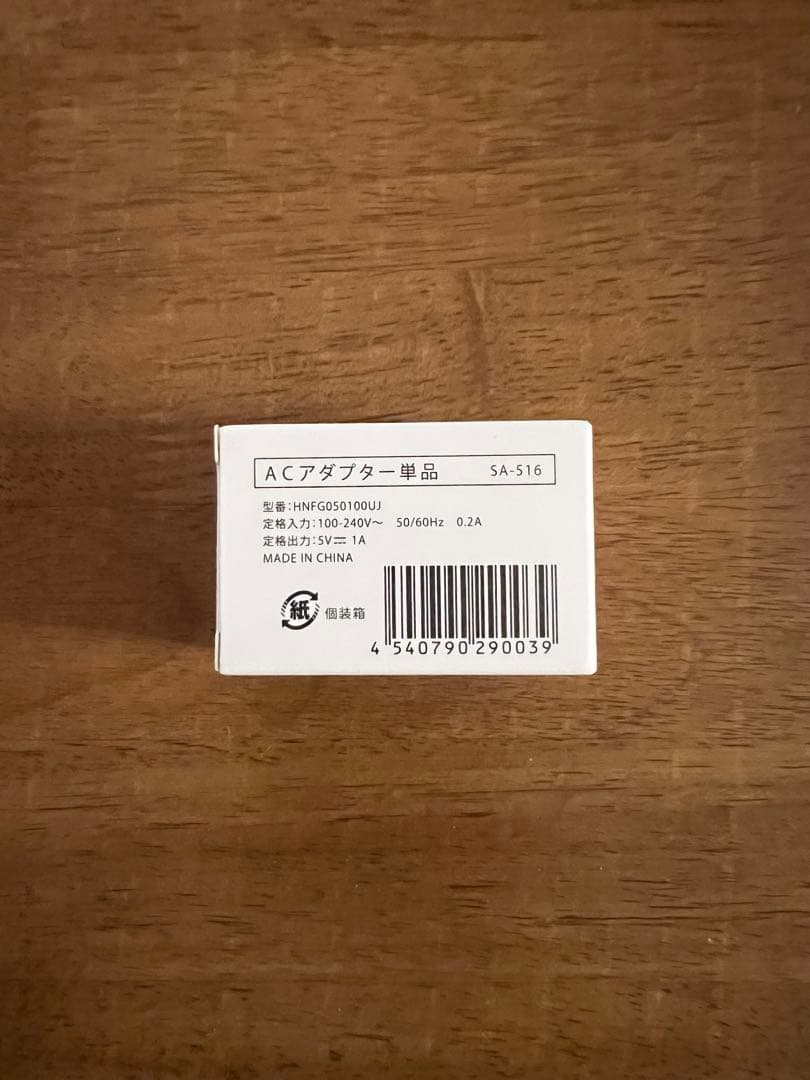 ACアダプター単品 SA-516
型番:HNFG050100UJ
定格入力:100-240V～ 50/60Hz 0.2A
定格出力:5V⎓ 1A
MADE IN CHINA
紙 個装箱
4 540790 290039